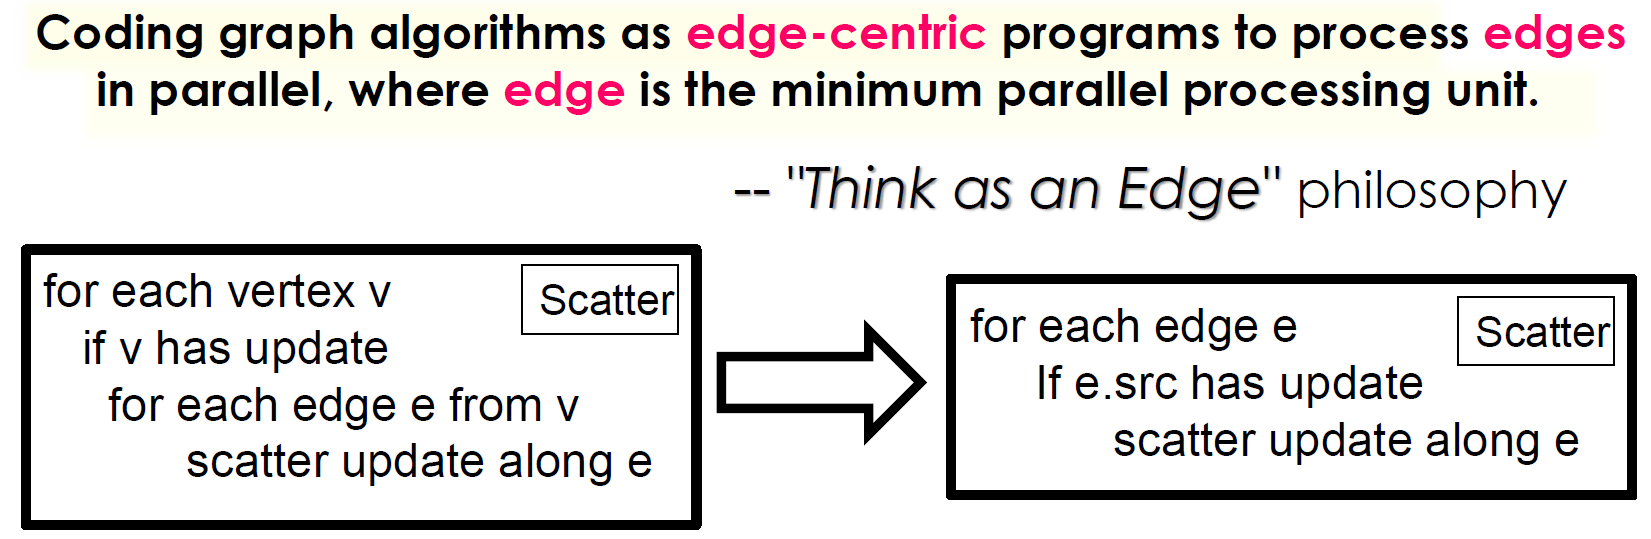 Coding graph algorithms as edge-centric programs to process edges
in parallel, where edge is the minimum parallel processing unit.
-- "Think as an Edge" philosophy
for each vertex v
Scatter
if v has update
for each edge e from v
scatter update along e
for each edge e
Scatter
If e.src has update
scatter update along e